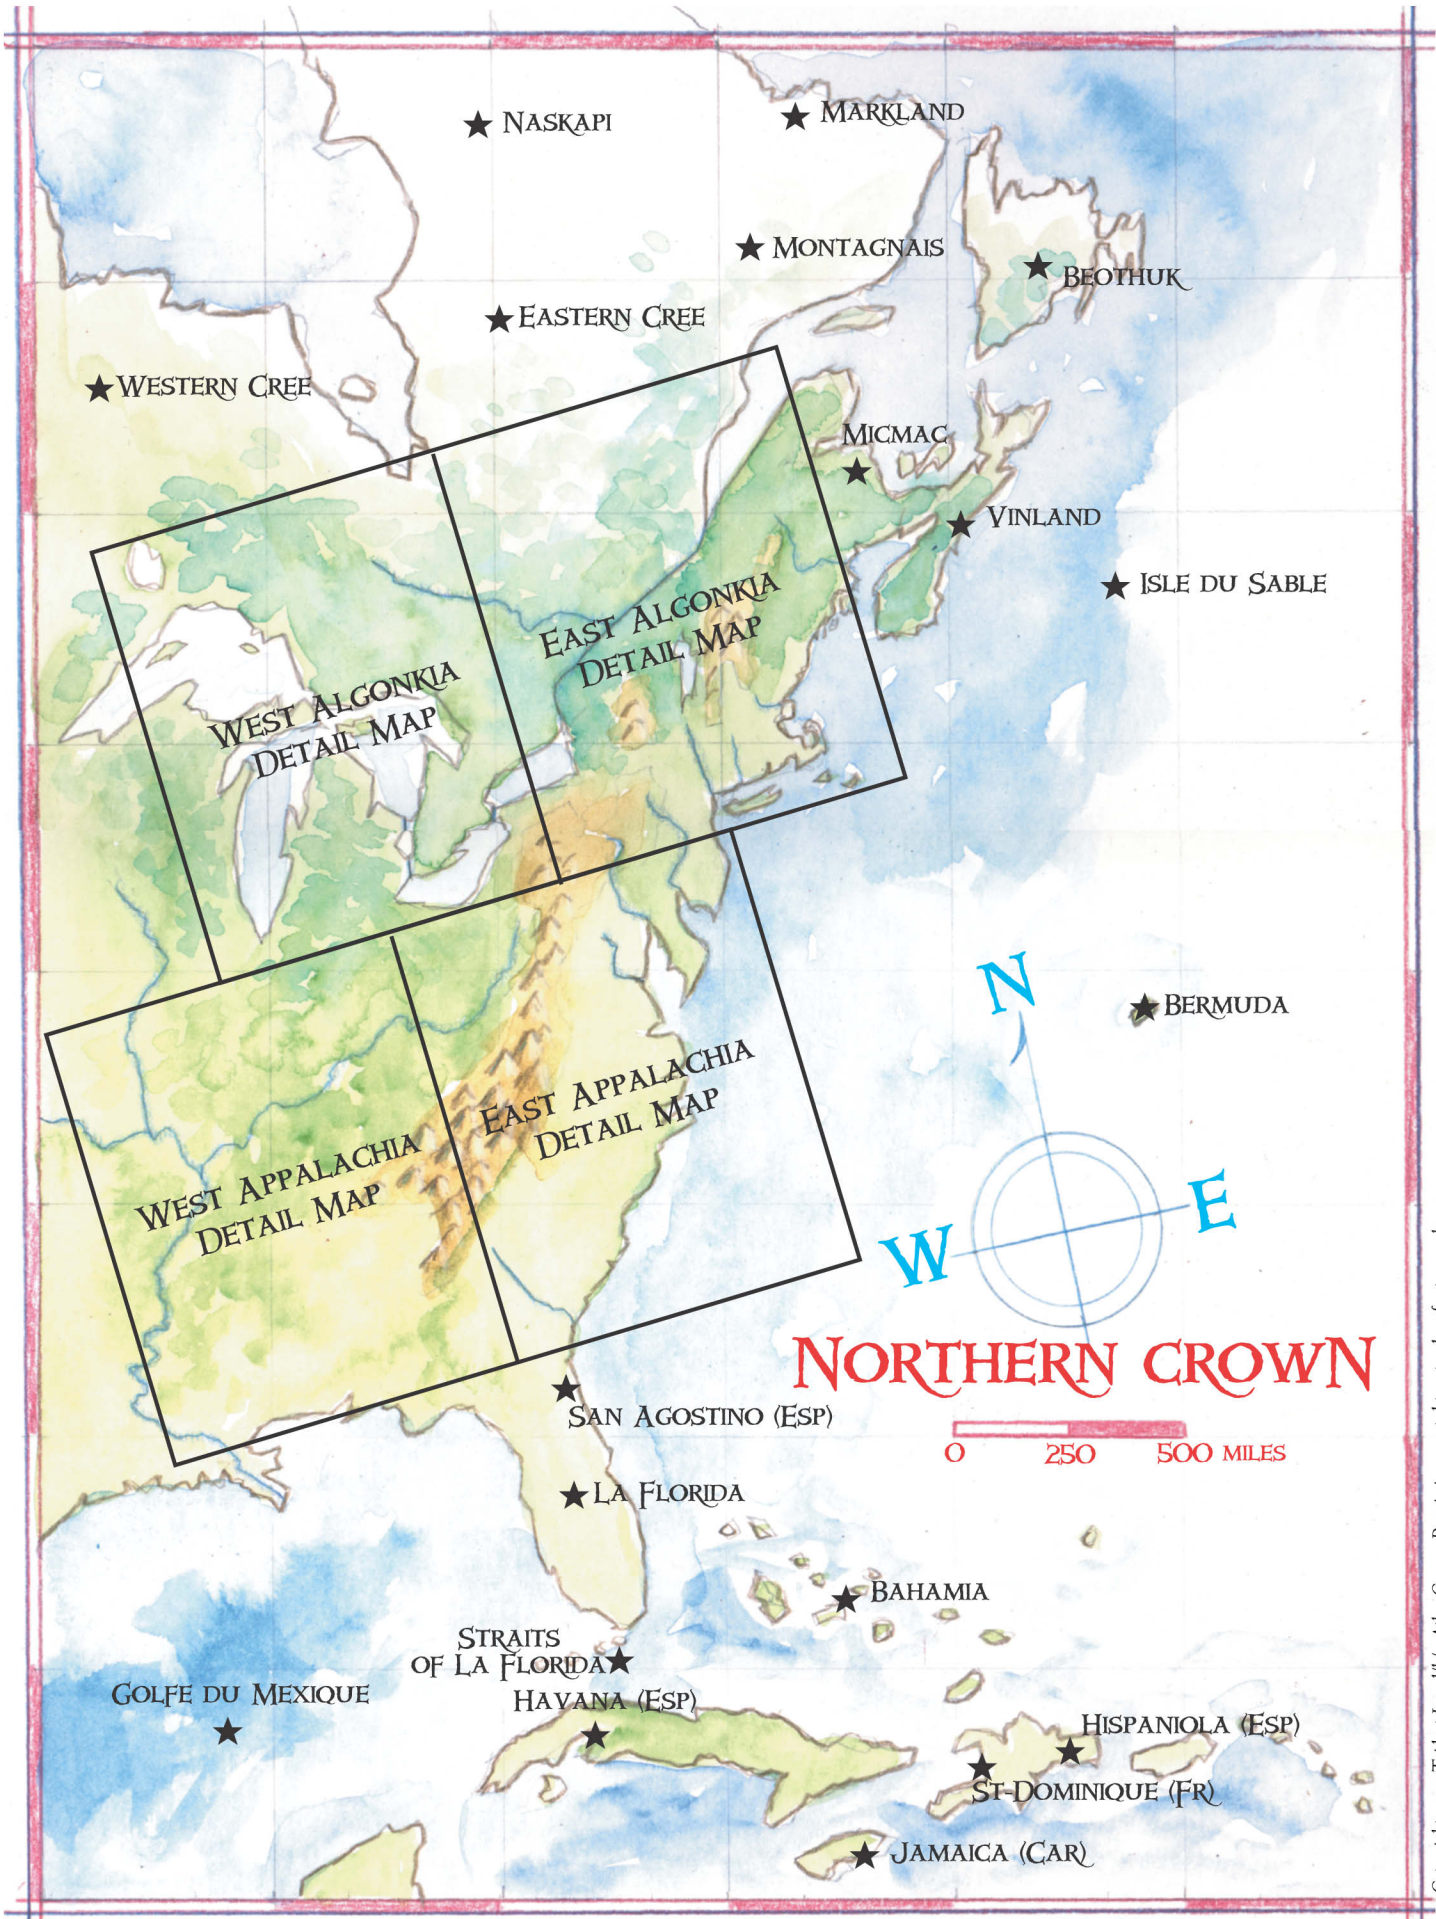 Naskapi
Markland
Montagnais
Beothuk
Eastern Cree
Western Cree
Micmac
Vinland
Isle du Sable
East Algonkia
Detail Map
West Algonkia
Detail Map
N
Bermuda
East Appalachia
Detail Map
West Appalachia
Detail Map
E
W
Northern Crown
0 250 500 miles
San Agostino (Esp)
La Florida
Bahamia
Straits
of La Florida
Golfe du Mexique
Havana (Esp)
Hispaniola (Esp)
St-Dominique (Fr)
Jamaica (Car)